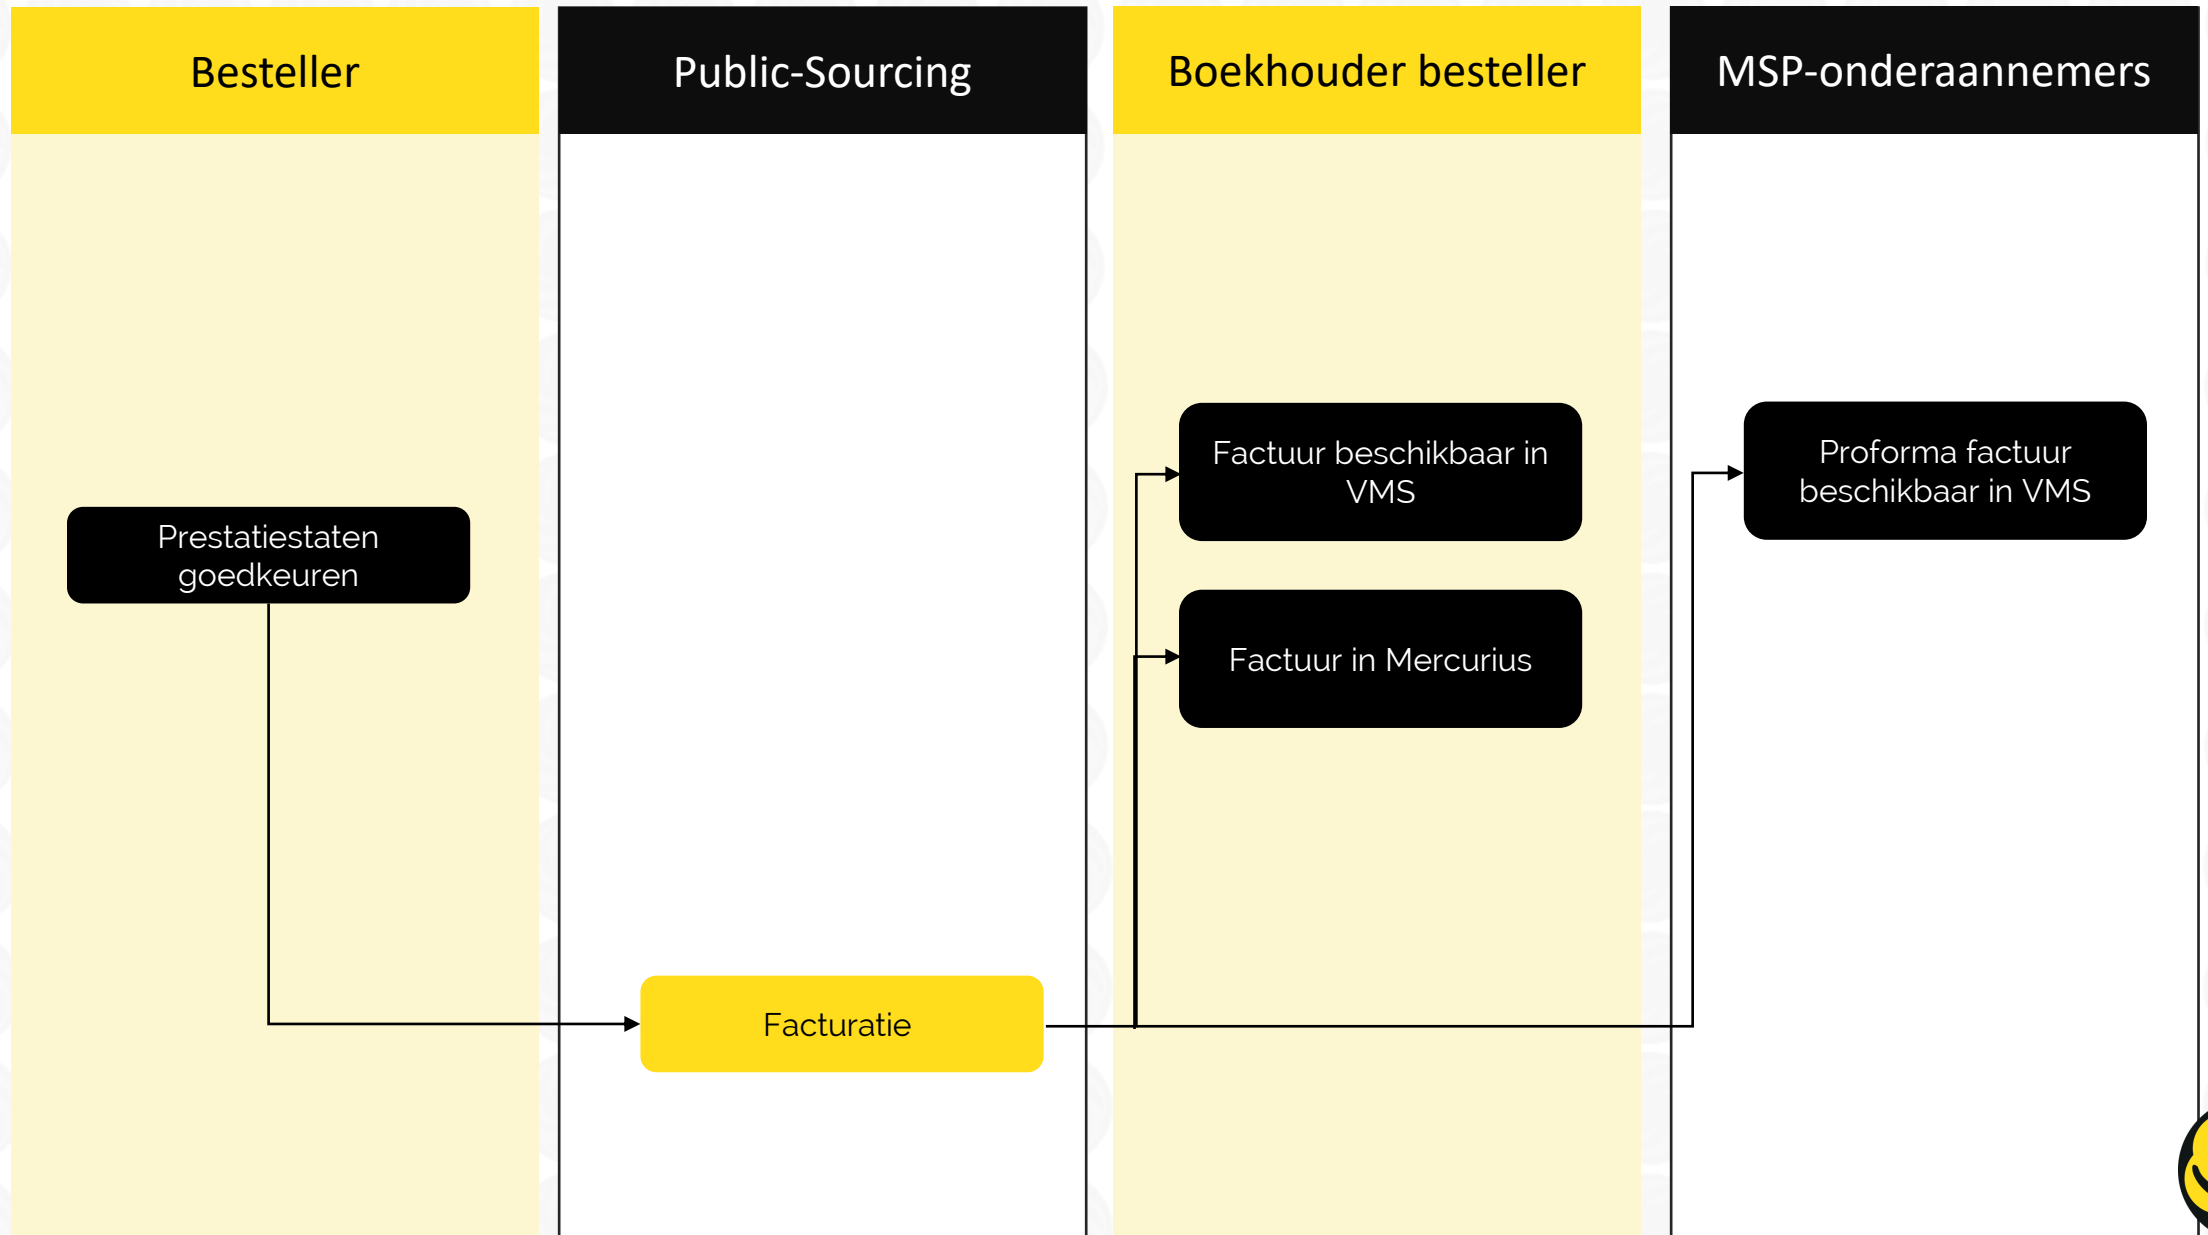 Besteller
Public-Sourcing
Boekhouder besteller
MSP-onderaannemers
Prestatiestaten
goedkeuren
Facturatie
Factuur beschikbaar in
VMS
Factuur in Mercurius
Proforma factuur
beschikbaar in VMS